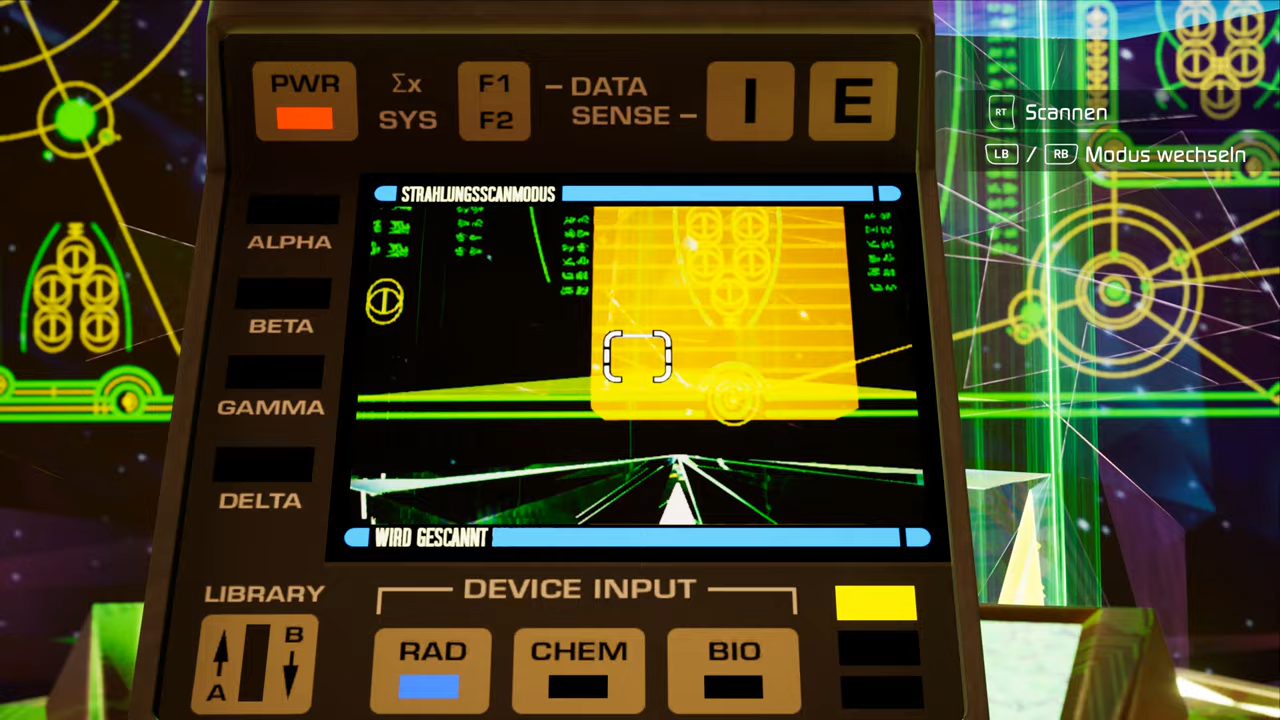 PWR
Σx
SYS
F1
F2
– DATA
SENSE –
I
E
RT Scannen
LB / RB Modus wechseln
STRAHLUNGSSCANMODUS
ALPHA
BETA
GAMMA
DELTA
WIRD GESCANNT
LIBRARY
A
B
DEVICE INPUT
RAD
CHEM
BIO